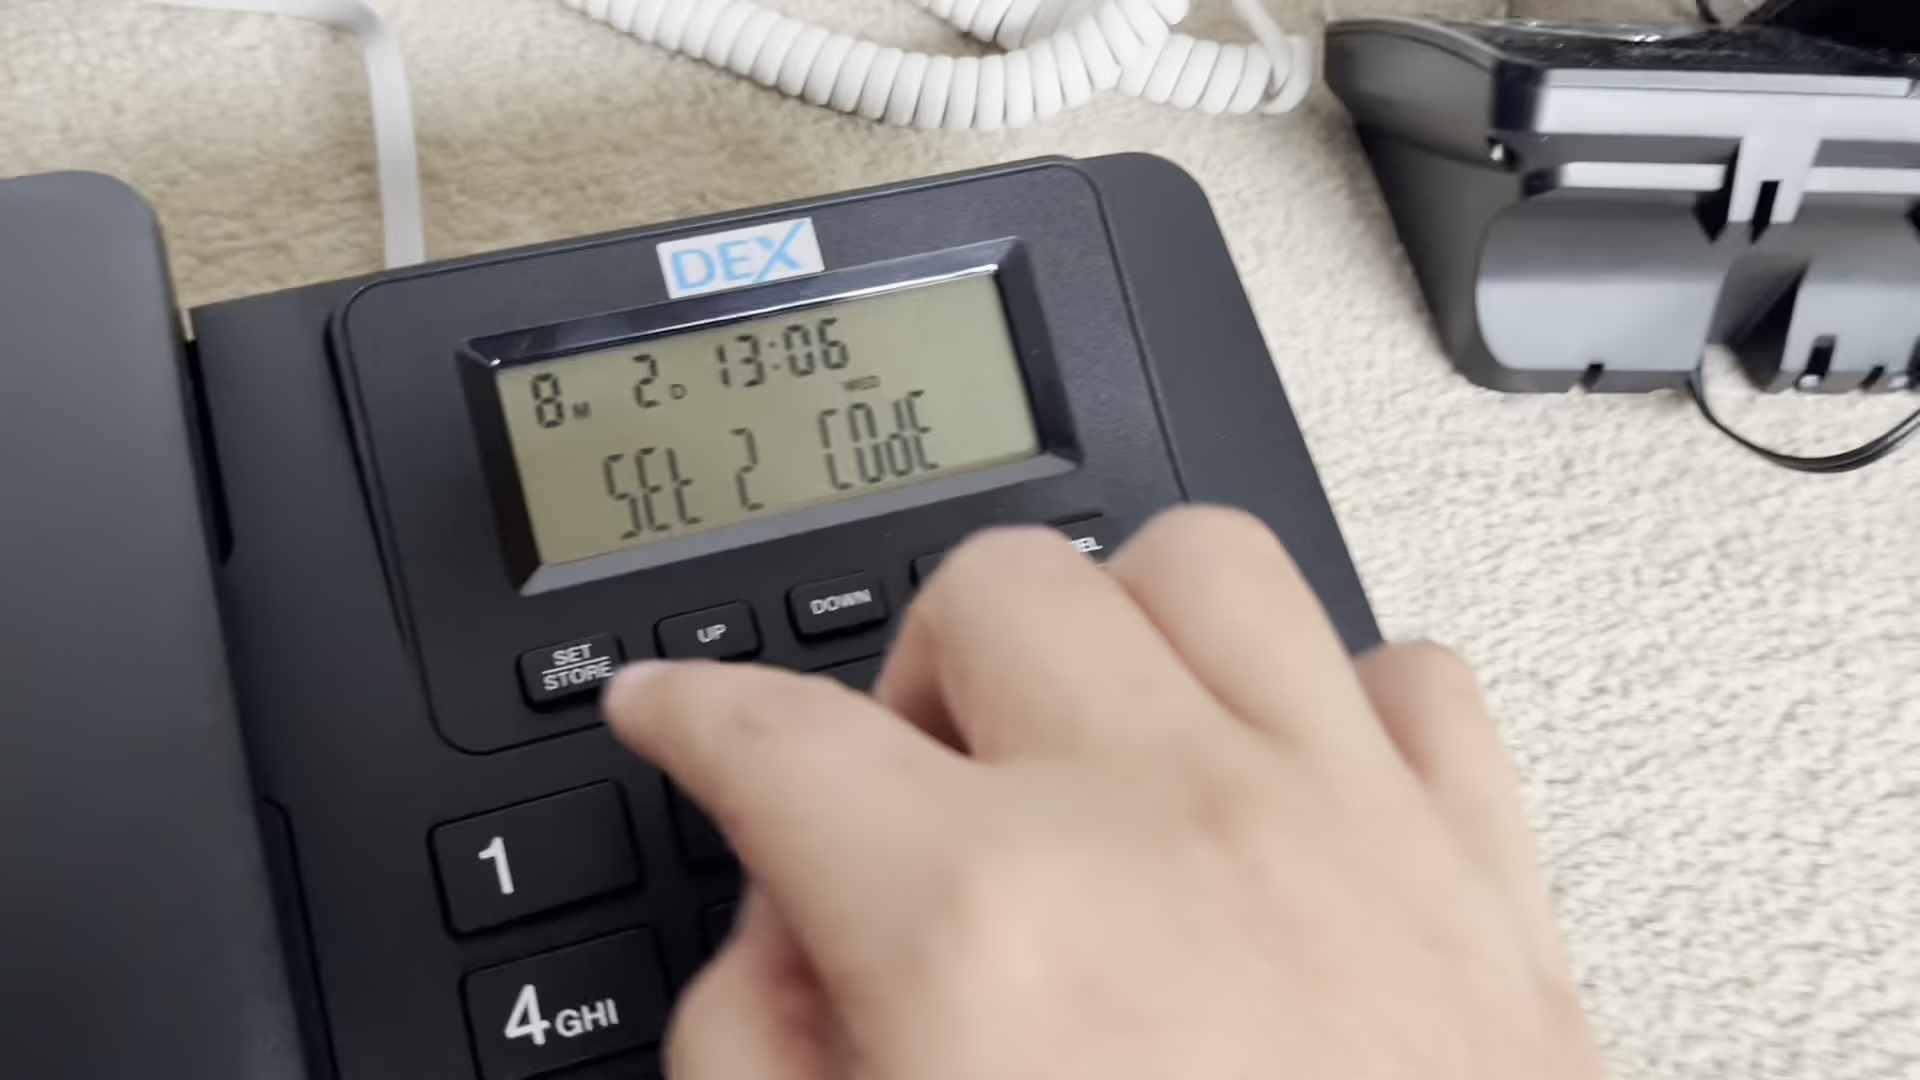 DEX
8M 2D 13:06
WED
SEt 2 COdE
SET
STORE
UP
DOWN
1
4GHI